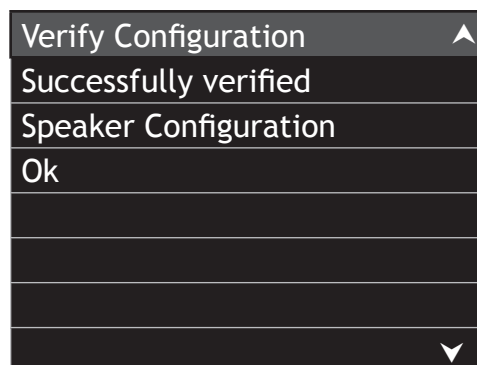 Verify Configuration
Successfully verified
Speaker Configuration
Ok